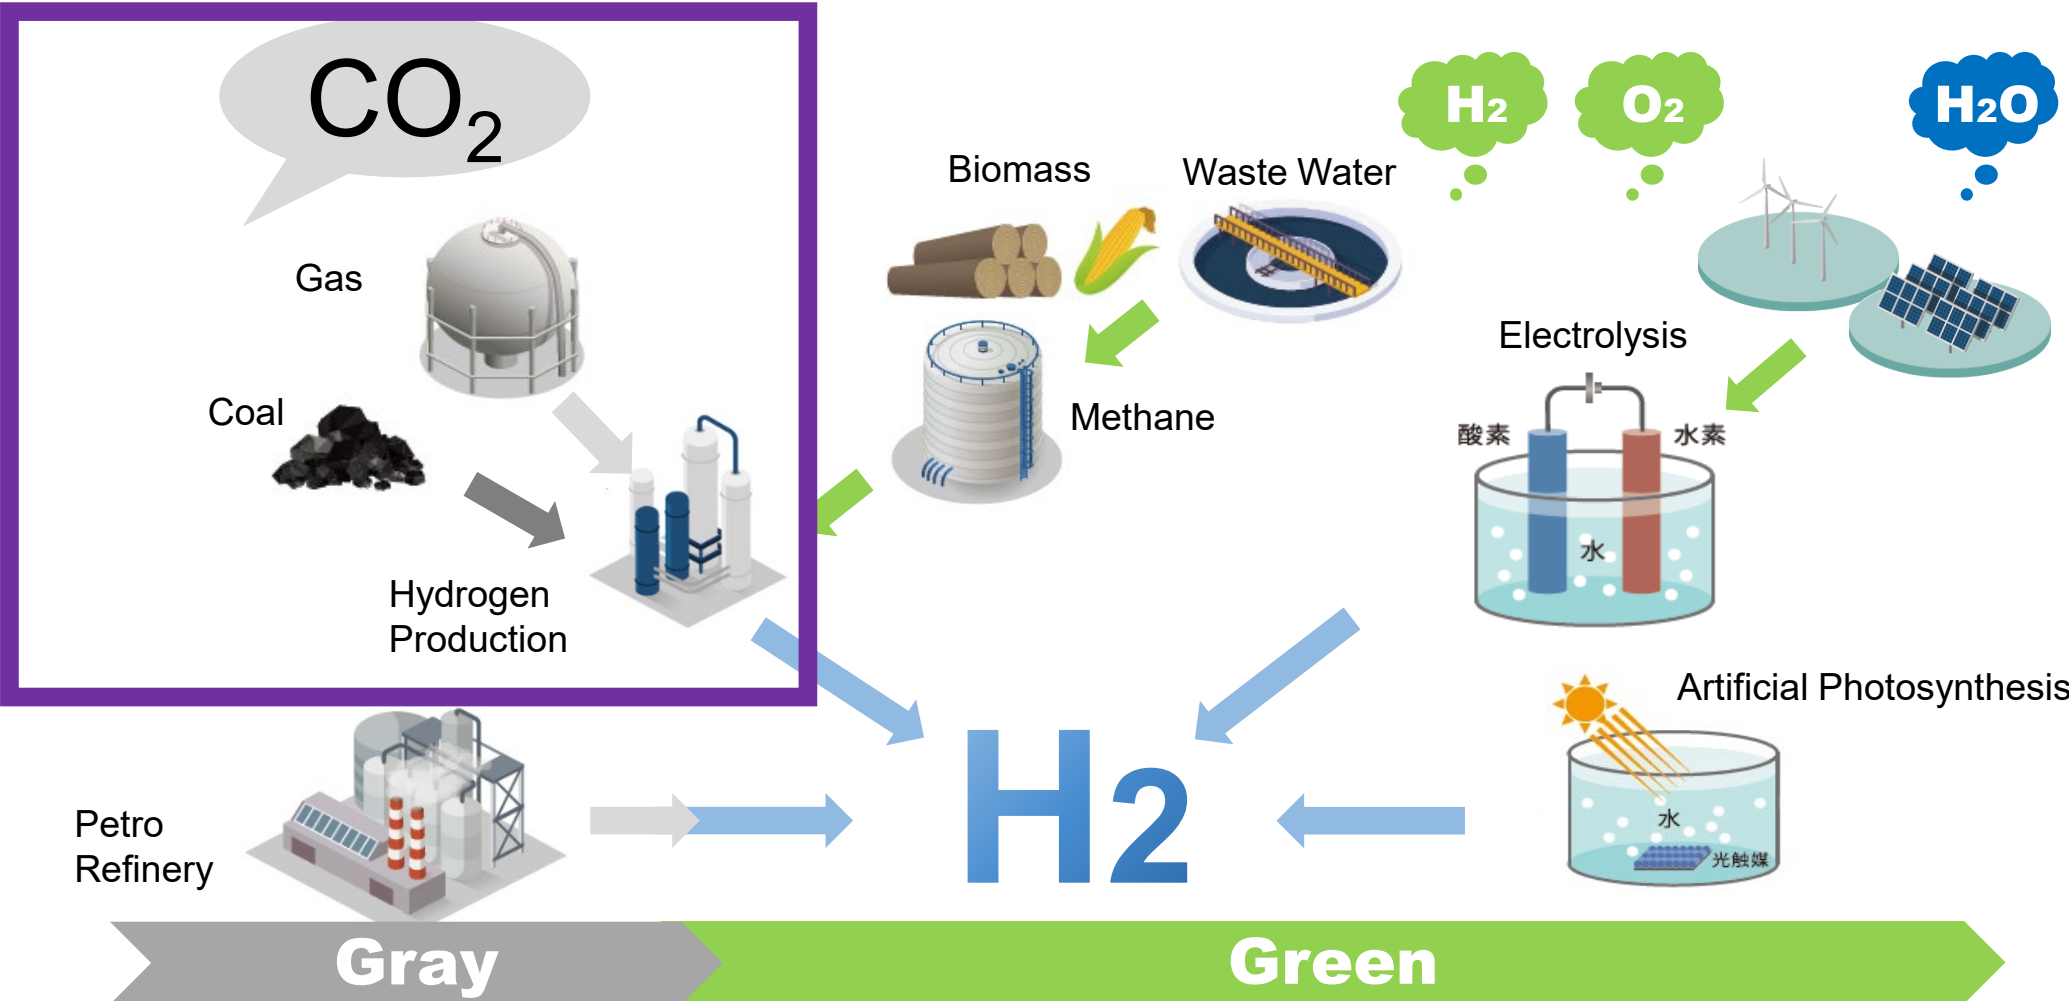 CO2
Gas
Coal
Hydrogen
Production
Biomass
Waste Water
Methane
H2
O2
H2O
Electrolysis
酸素
水素
水
Artificial Photosynthesis
水
光触媒
Petro
Refinery
H2
Gray
Green